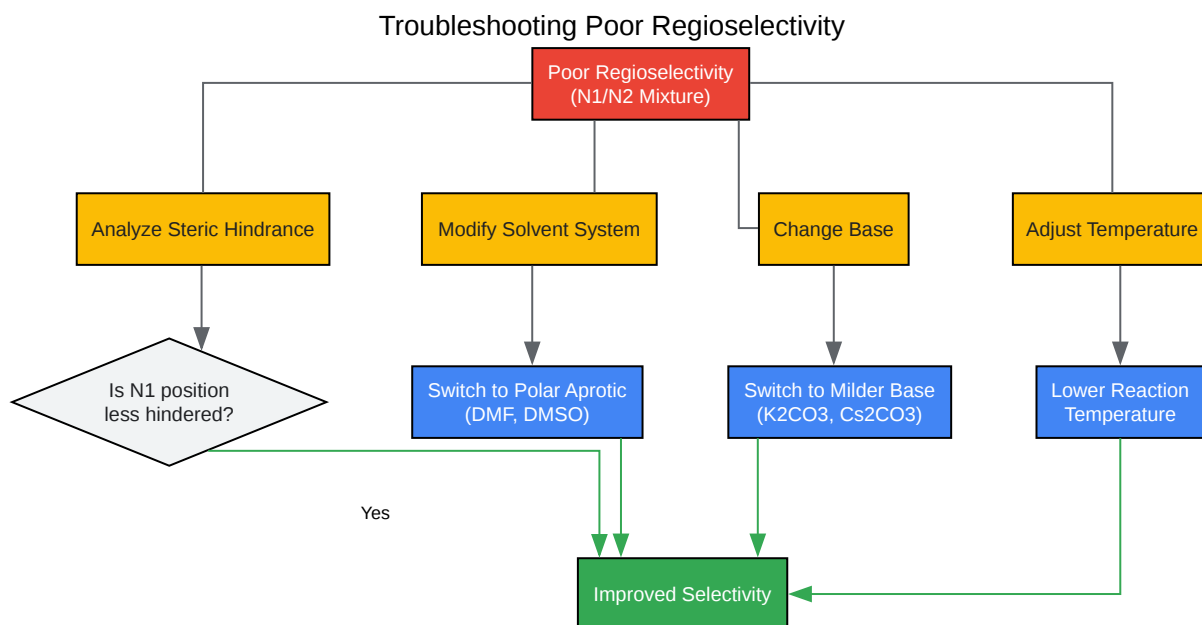 Troubleshooting Poor Regioselectivity
Poor Regioselectivity
(N1/N2 Mixture)
Analyze Steric Hindrance
Modify Solvent System
Change Base
Adjust Temperature
Is N1 position
less hindered?
Switch to Polar Aprotic
(DMF, DMSO)
Switch to Milder Base
(K2CO3, Cs2CO3)
Lower Reaction
Temperature
Yes
Improved Selectivity